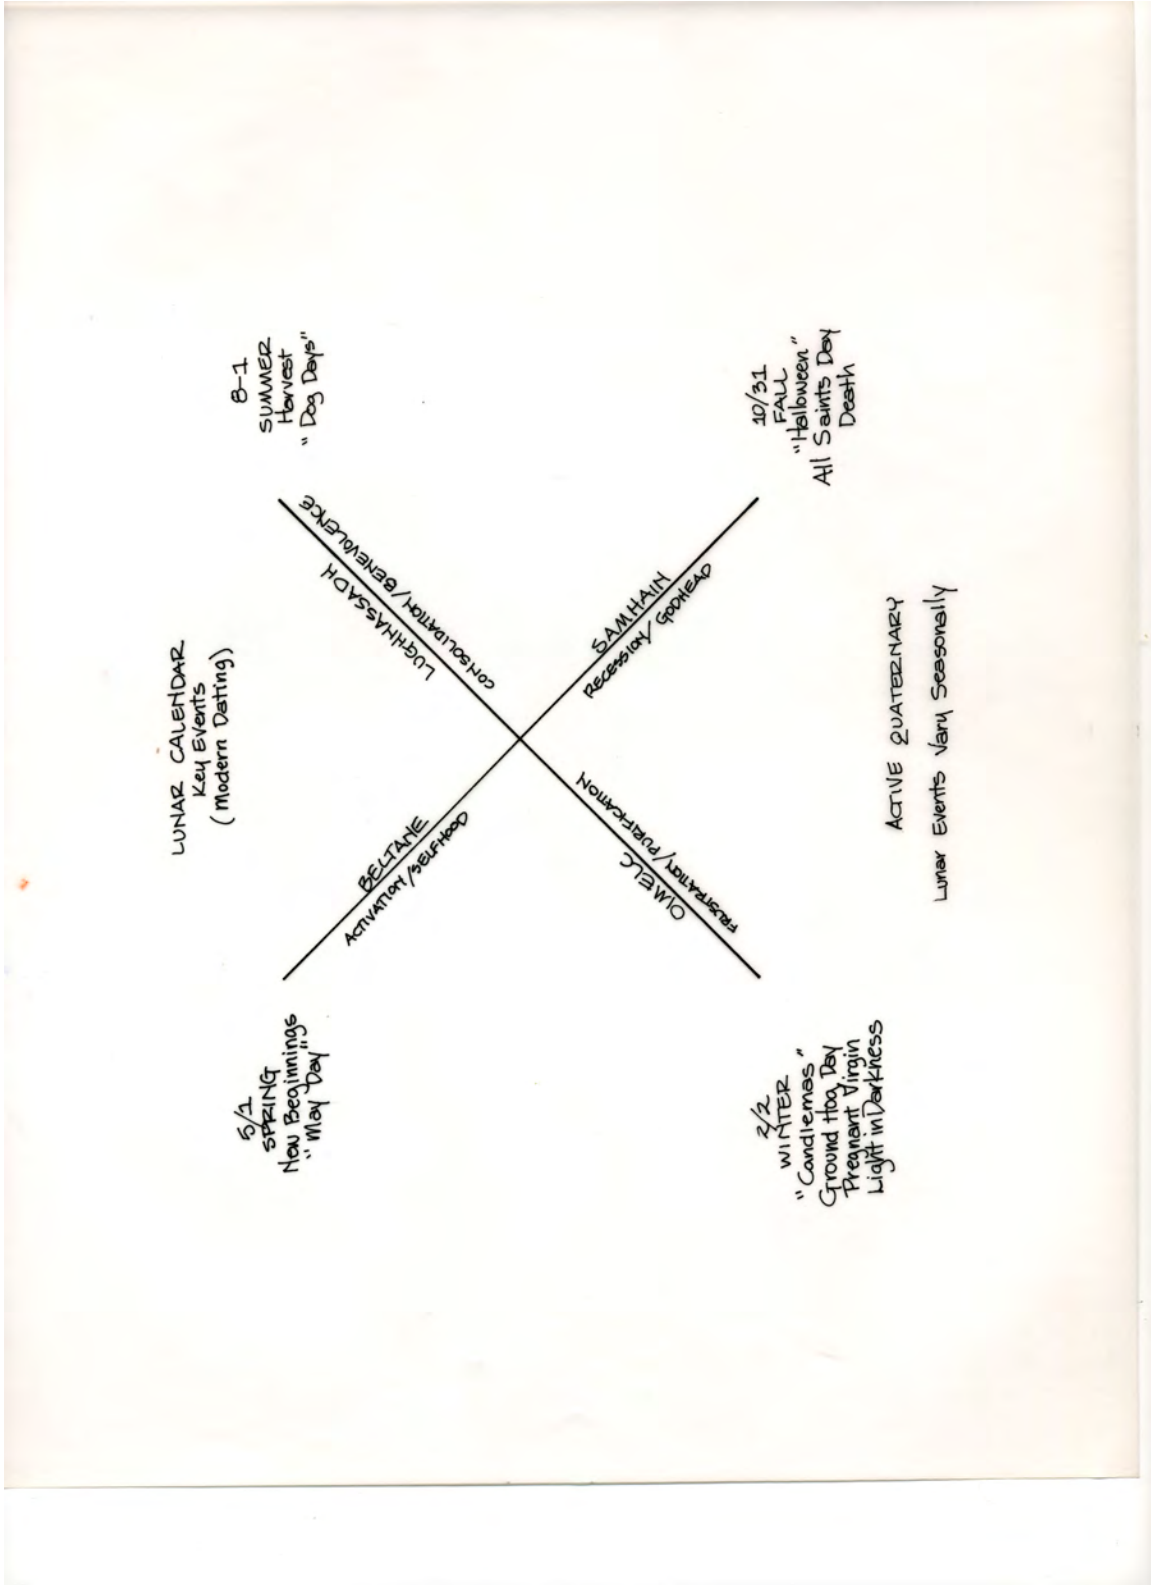 LUNAR CALENDAR
Key Events
(Modern Dating)
5/1
SPRING
New Beginnings
"May Day"
8-1
SUMMER
Harvest
"Dog Days"
BELTANE
ACTIVATION/SELFHOOD
LUGHNASSADH
CONSOLIDATION/BENEVOLENCE
OIMELC
FRUSTRATION/PURIFICATION
SAMHAIN
RECESSION/GODHEAD
2/2
WINTER
"Candlemas"
Ground Hog Day
Pregnant Virgin
Light in Darkness
10/31
FALL
"Halloween"
All Saints Day
Death
ACTIVE QUATERNARY
Lunar Events Vary Seasonally